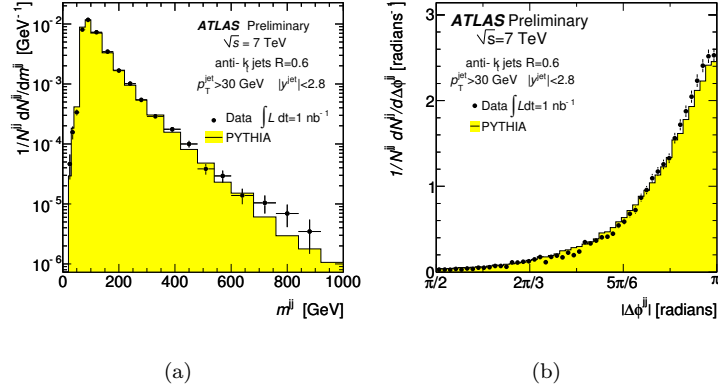 1/N^jj dN^jj/dm^jj [GeV⁻¹]
10⁻²
10⁻³
10⁻⁴
10⁻⁵
10⁻⁶
ATLAS Preliminary
√s = 7 TeV
anti- k_t jets R=0.6
p_T^jet>30 GeV |y^jet|<2.8
Data ∫L dt=1 nb⁻¹
PYTHIA
0 200 400 600 800 1000
m^jj [GeV]
(a)
1/N^jj dN^jj/dΔϕ^jj [radians⁻¹]
3
2
1
0
ATLAS Preliminary
√s=7 TeV
anti- k_t jets R=0.6
p_T^jet>30 GeV |y^jet|<2.8
Data ∫Ldt=1 nb⁻¹
PYTHIA
π/2 2π/3 5π/6 π
|Δϕ^jj| [radians]
(b)